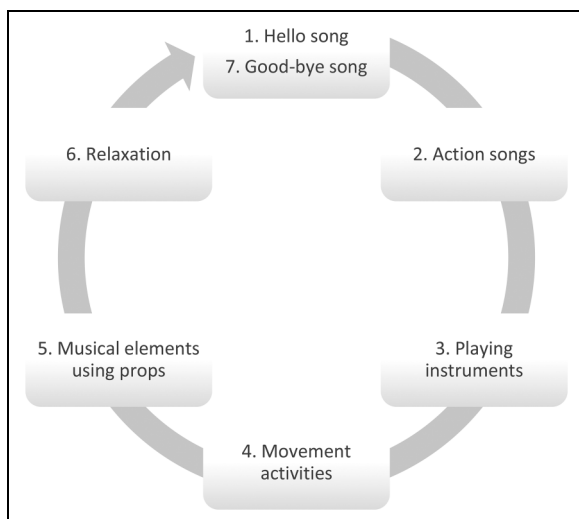 1. Hello song
7. Good-bye song
2. Action songs
3. Playing
instruments
4. Movement
activities
5. Musical elements
using props
6. Relaxation